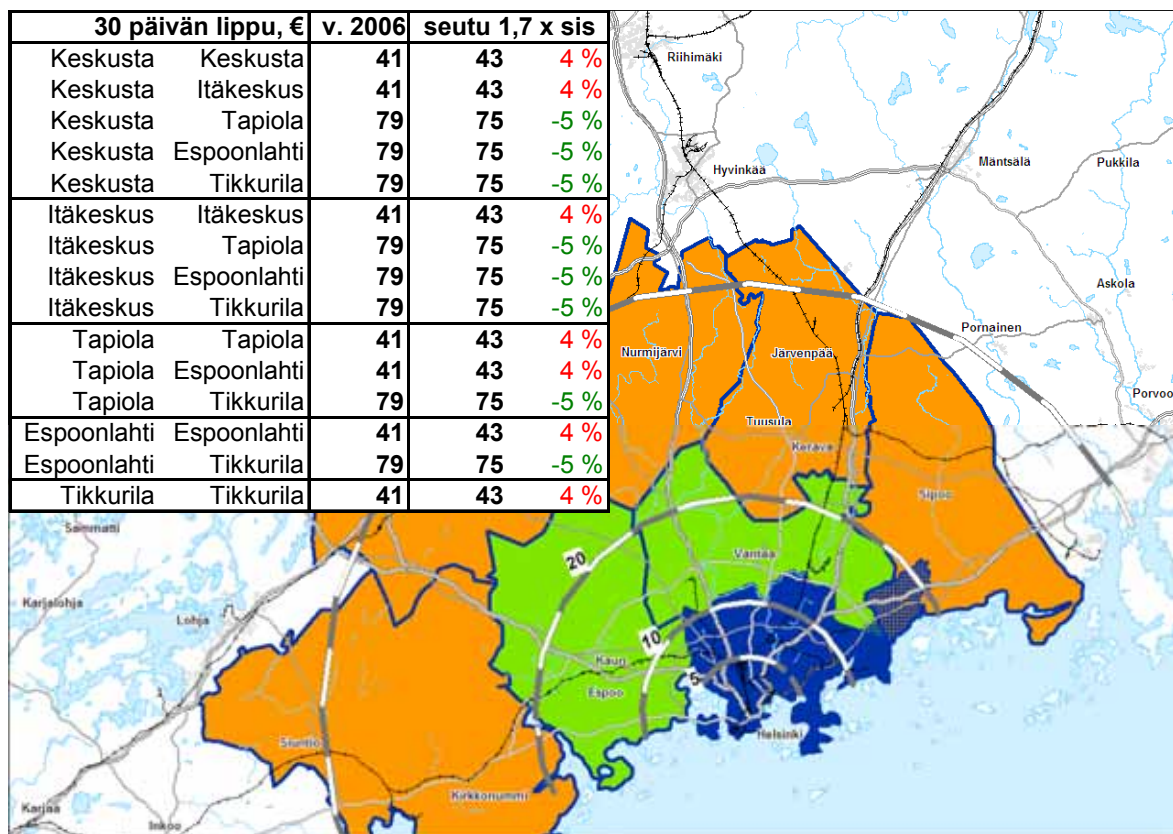 30 päivän lippu, € v. 2006 seutu 1,7 x sis
Keskusta Keskusta 41 43 4 %
Keskusta Itäkeskus 41 43 4 %
Keskusta Tapiola 79 75 -5 %
Keskusta Espoonlahti 79 75 -5 %
Keskusta Tikkurila 79 75 -5 %
Itäkeskus Itäkeskus 41 43 4 %
Itäkeskus Tapiola 79 75 -5 %
Itäkeskus Espoonlahti 79 75 -5 %
Itäkeskus Tikkurila 79 75 -5 %
Tapiola Tapiola 41 43 4 %
Tapiola Espoonlahti 41 43 4 %
Tapiola Tikkurila 79 75 -5 %
Espoonlahti Espoonlahti 41 43 4 %
Espoonlahti Tikkurila 79 75 -5 %
Tikkurila Tikkurila 41 43 4 %
Riihimäki
Hyvinkää
Mäntsälä
Pukkila
Askola
Pornainen
Nurmijärvi
Järvenpää
Porvoo
Tuusula
Kerava
Sipoo
Sammatti
Vantaa
20
Karjalohja
Lohja
10
Kaun
5
Espoo
Helsinki
Siuntio
Kirkkonummi
Karjaa
Inkoo